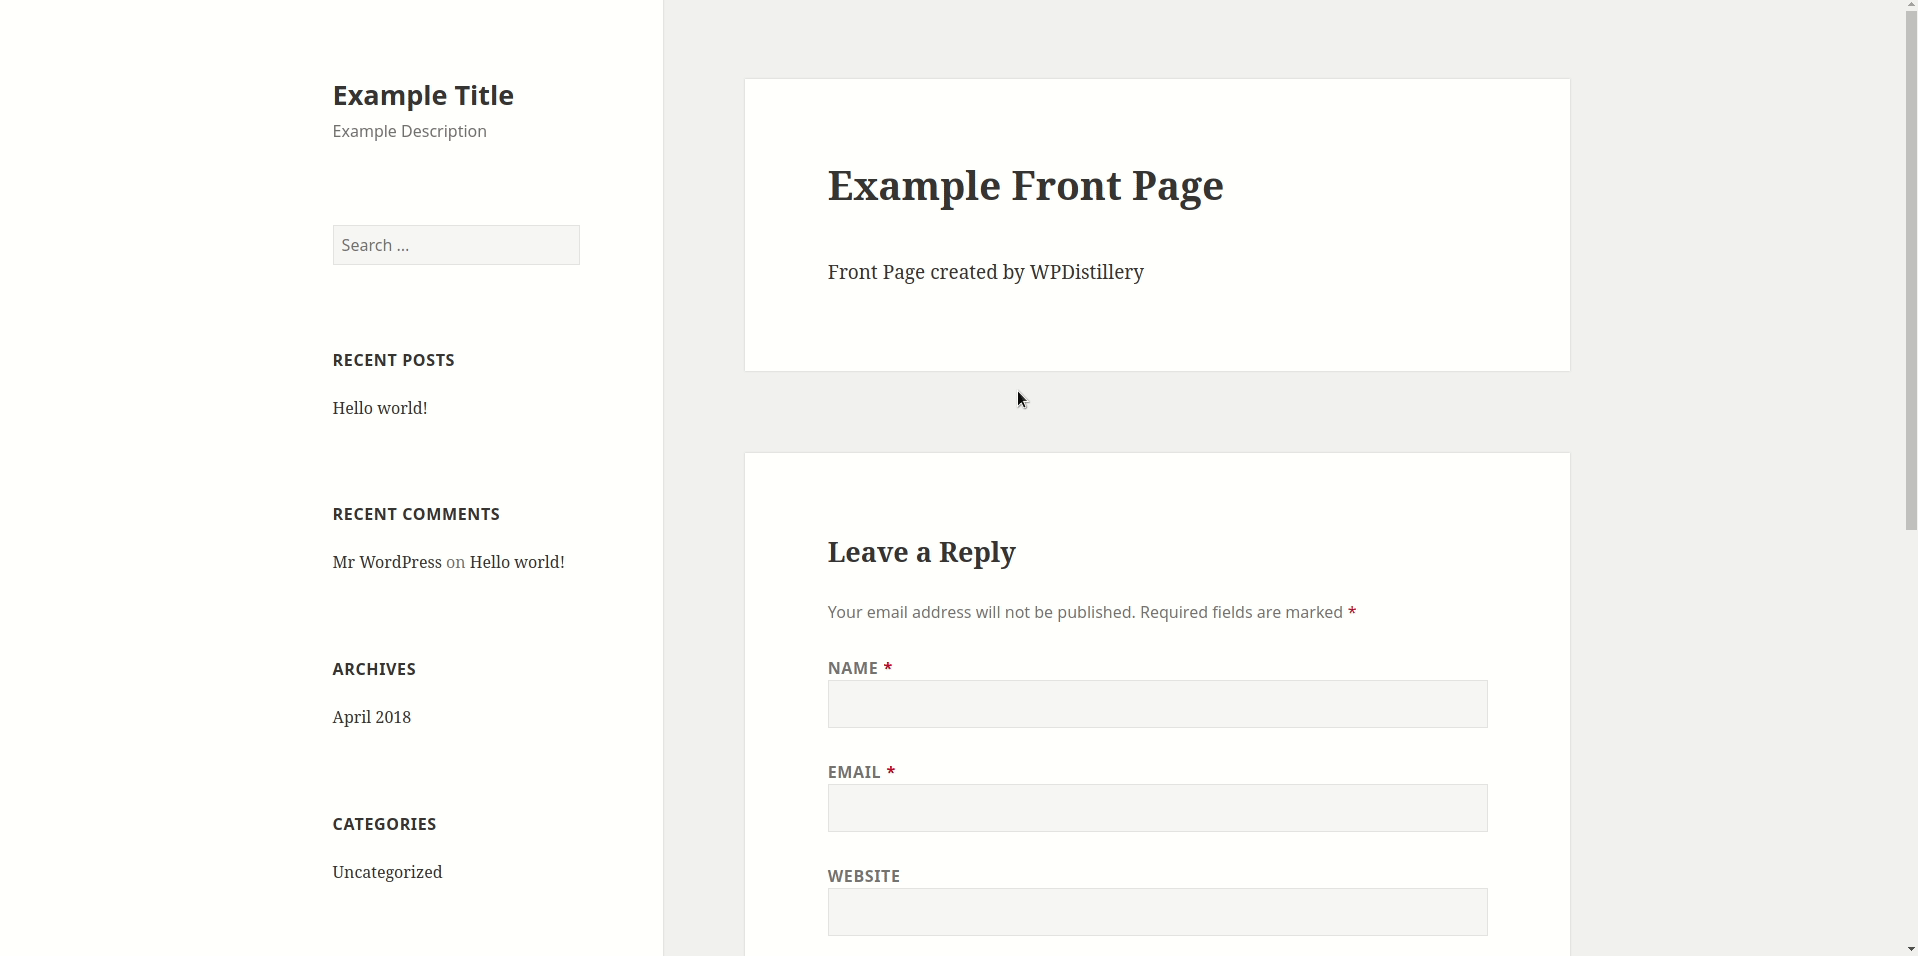 Example Title
Example Description
Search ...
RECENT POSTS
Hello world!
RECENT COMMENTS
Mr WordPress on Hello world!
ARCHIVES
April 2018
CATEGORIES
Uncategorized
Example Front Page
Front Page created by WPDistillery
Leave a Reply
Your email address will not be published. Required fields are marked *
NAME *
EMAIL *
WEBSITE